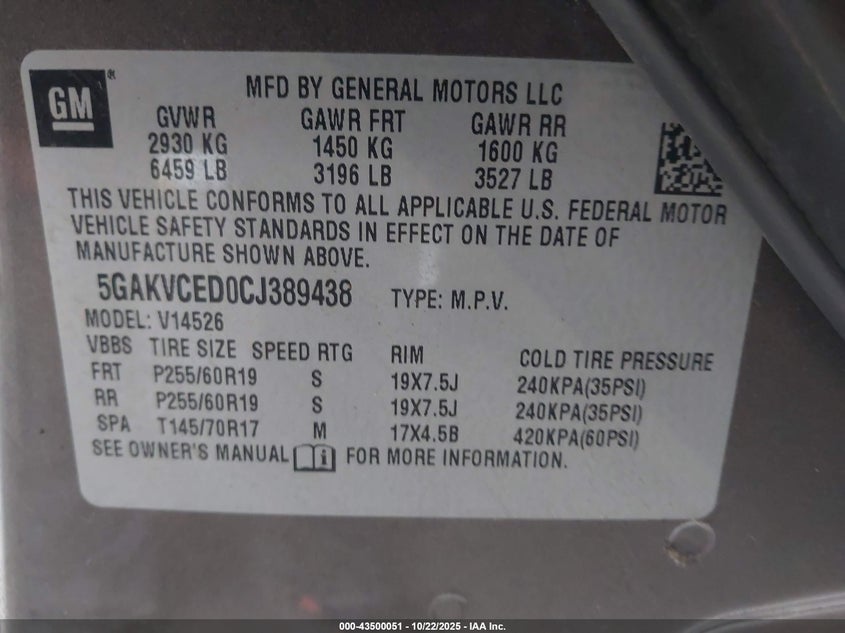 GM
MFD BY GENERAL MOTORS LLC
GVWR GAWR FRT GAWR RR
2930 KG 1450 KG 1600 KG
6459 LB 3196 LB 3527 LB
THIS VEHICLE CONFORMS TO ALL APPLICABLE U.S. FEDERAL MOTOR
VEHICLE SAFETY STANDARDS IN EFFECT ON THE DATE OF
MANUFACTURE SHOWN ABOVE.
5GAKVCED0CJ389438 TYPE: M.P.V.
MODEL: V14526
VBBS TIRE SIZE SPEED RTG RIM COLD TIRE PRESSURE
FRT P255/60R19 S 19X7.5J 240KPA(35PSI)
RR P255/60R19 S 19X7.5J 240KPA(35PSI)
SPA T145/70R17 M 17X4.5B 420KPA(60PSI)
SEE OWNER'S MANUAL i FOR MORE INFORMATION.
000-43500051 - 10/22/2025 - IAA Inc.